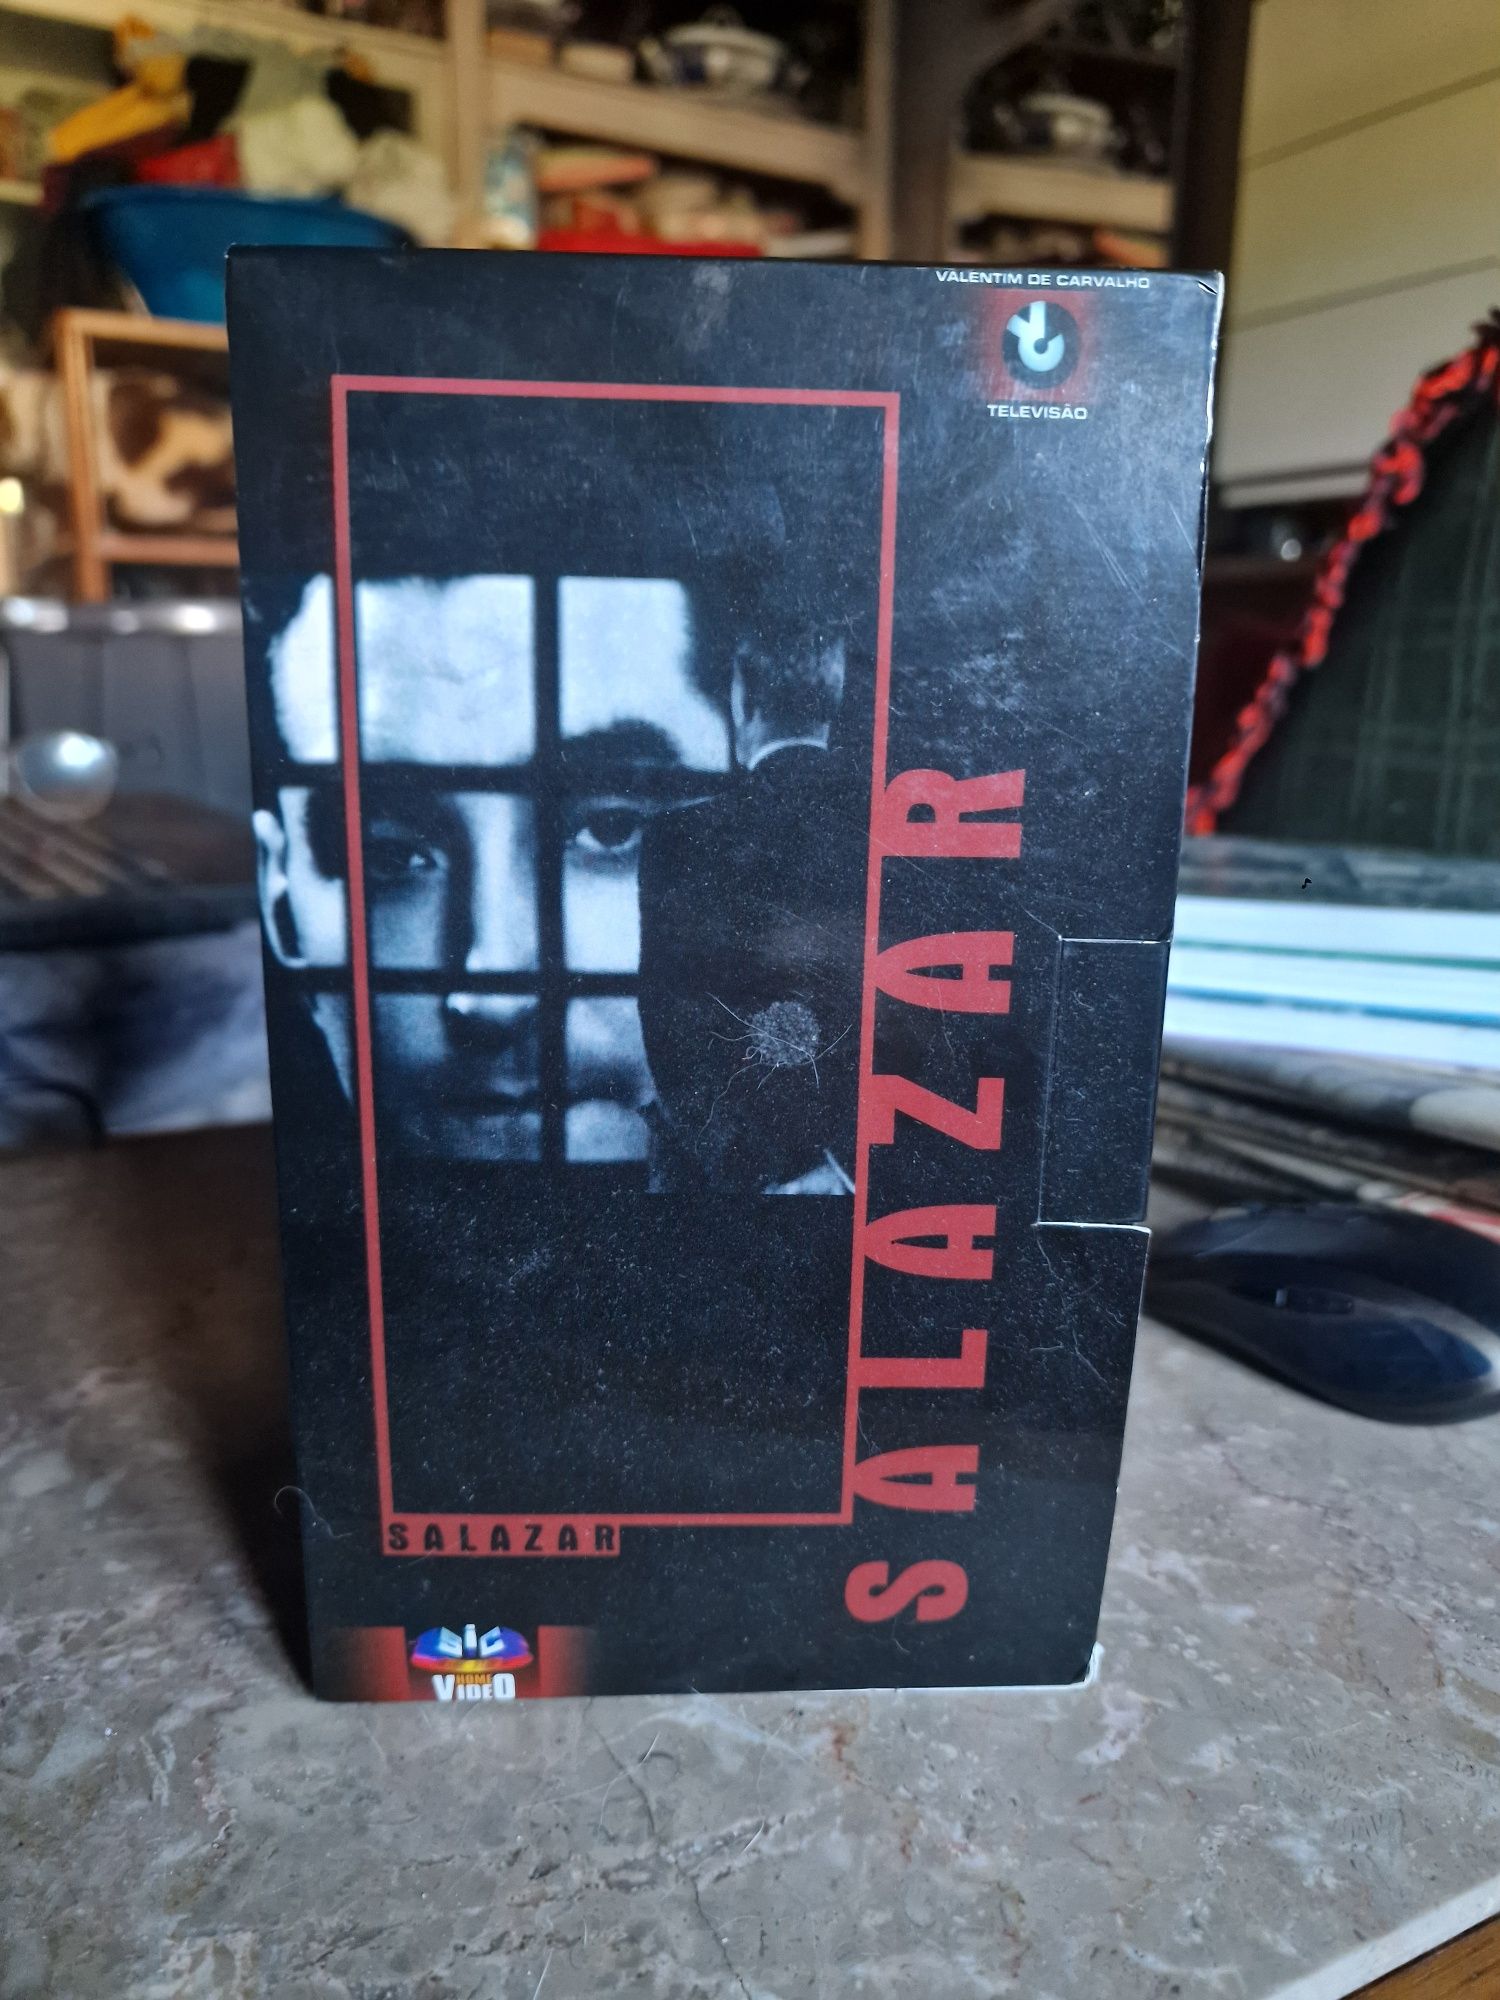 VALENTIM DE CARVALHO
TELEVISÃO
SALAZAR
SALAZAR
SiC
HOME
VIDEO